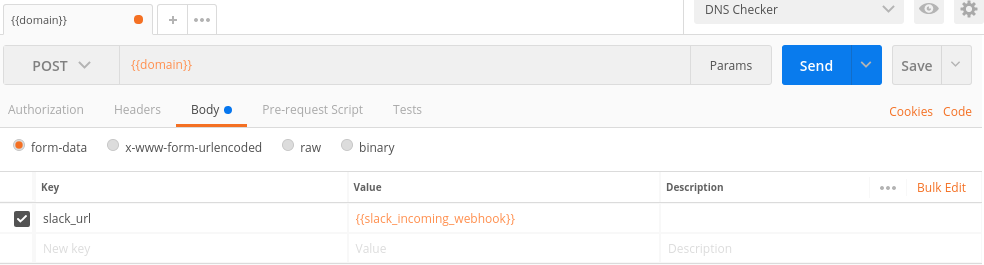 {{domain}} + ••• DNS Checker
POST {{domain}} Params Send Save
Authorization Headers Body Pre-request Script Tests Cookies Code
form-data x-www-form-urlencoded raw binary
Key Value Description ••• Bulk Edit
slack_url {{slack_incoming_webhook}}
New key Value Description